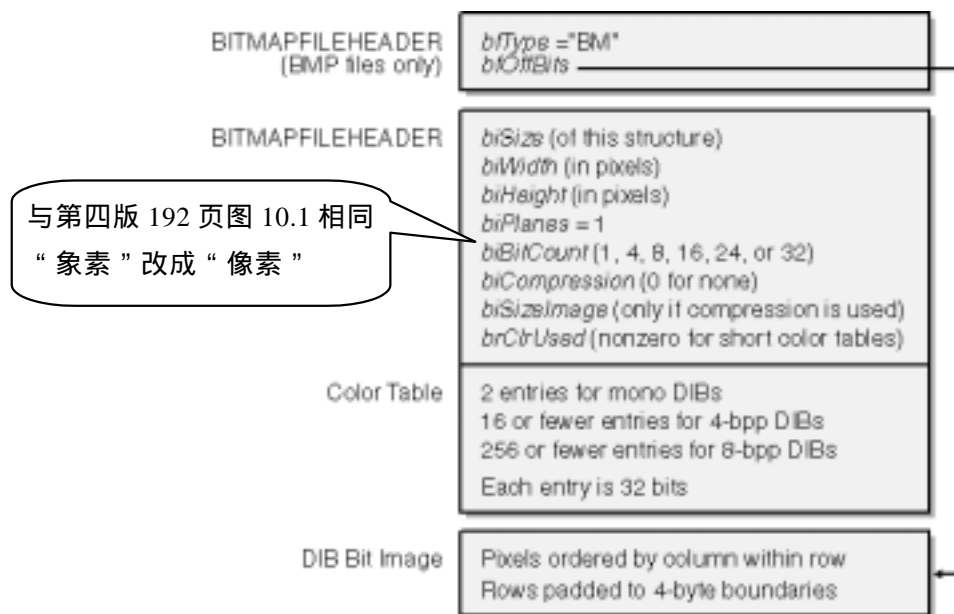 BITMAPFILEHEADER
(BMP files only)
bfType ="BM"
bfOffBits
BITMAPFILEHEADER
biSize (of this structure)
biWidth (in pixels)
biHeight (in pixels)
biPlanes = 1
biBitCount (1, 4, 8, 16, 24, or 32)
biCompression (0 for none)
biSizeImage (only if compression is used)
brClrUsed (nonzero for short color tables)
与第四版 192 页图 10.1 相同
“象素”改成“像素”
Color Table
2 entries for mono DIBs
16 or fewer entries for 4-bpp DIBs
256 or fewer entries for 8-bpp DIBs
Each entry is 32 bits
DIB Bit Image
Pixels ordered by column within row
Rows padded to 4-byte boundaries